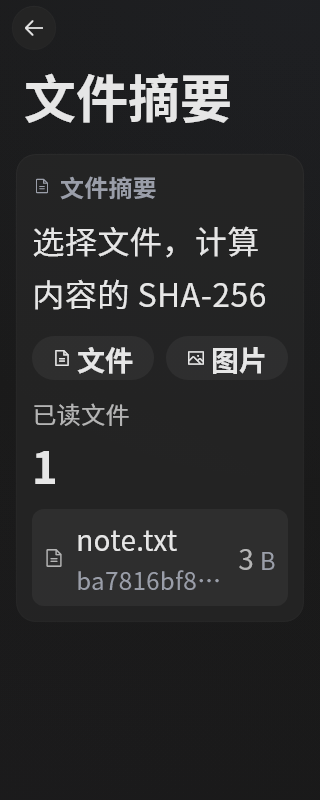 文件摘要
文件摘要
选择文件，计算
内容的 SHA-256
文件
图片
已读文件
1
note.txt
3 B
ba7816bf8…